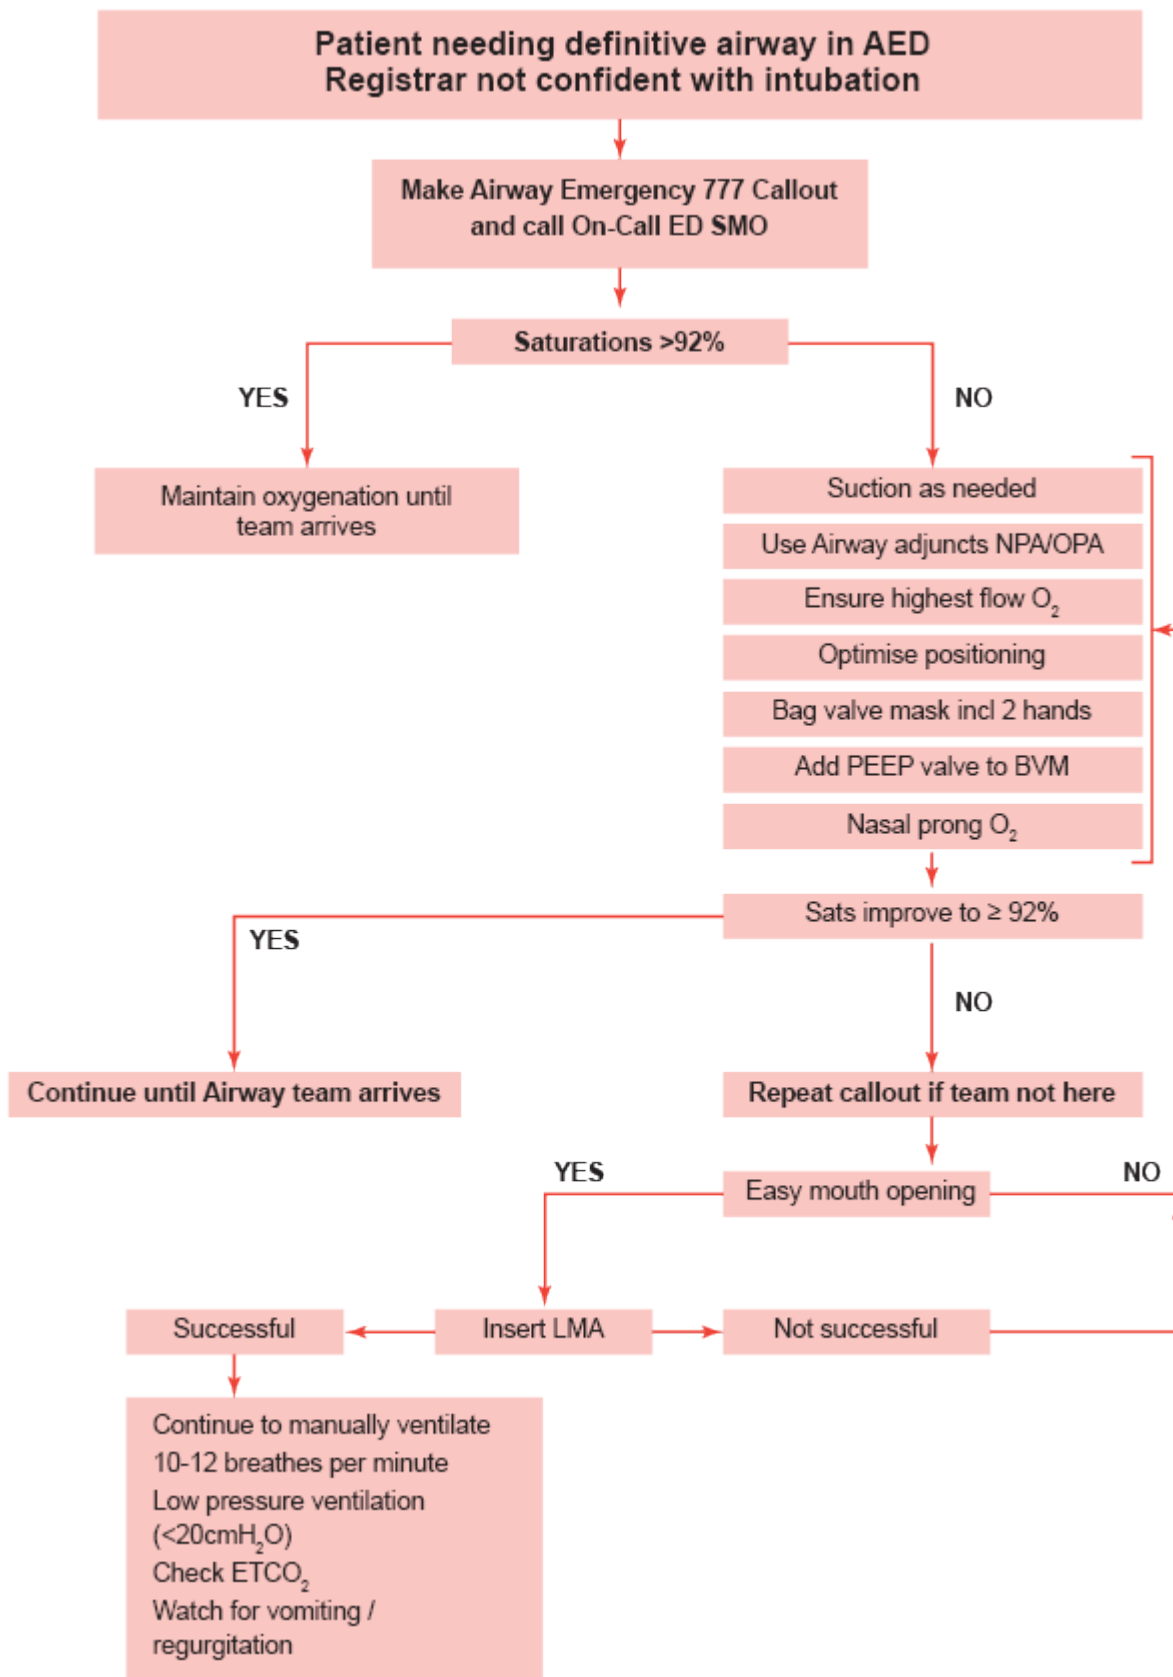 Patient needing definitive airway in AED
Registrar not confident with intubation
Make Airway Emergency 777 Callout
and call On-Call ED SMO
Saturations >92%
YES
NO
Maintain oxygenation until
team arrives
Suction as needed
Use Airway adjuncts NPA/OPA
Ensure highest flow O₂
Optimise positioning
Bag valve mask incl 2 hands
Add PEEP valve to BVM
Nasal prong O₂
Sats improve to ≥ 92%
YES
NO
Continue until Airway team arrives
Repeat callout if team not here
YES
Easy mouth opening
NO
Successful
Insert LMA
Not successful
Continue to manually ventilate
10-12 breathes per minute
Low pressure ventilation
(<20cmH₂O)
Check ETCO₂
Watch for vomiting /
regurgitation